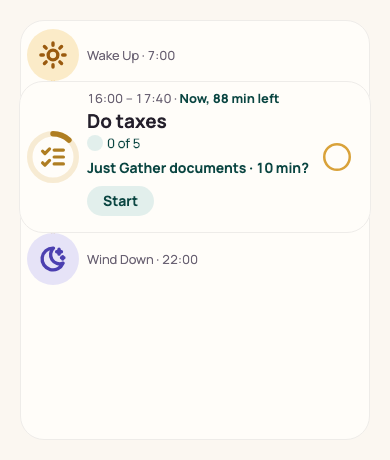 Wake Up · 7:00
16:00 – 17:40 · Now, 88 min left
Do taxes
0 of 5
Just Gather documents · 10 min?
Start
Wind Down · 22:00